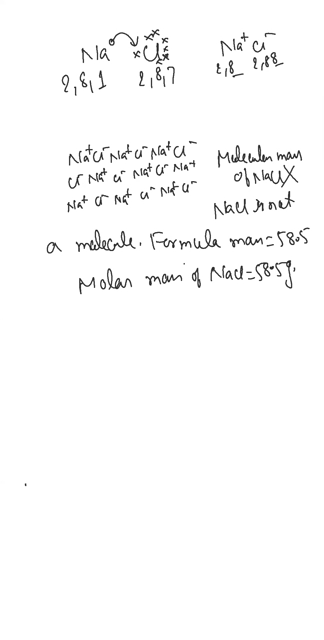 Na Cl Na⁺ Cl⁻
2,8,1 2,8,7 2,8 2,8,8
Na⁺Cl⁻ Na⁺Cl⁻ Na⁺Cl⁻ Molecular mass
Cl⁻ Na⁺ Cl⁻ Na⁺ Cl⁻ Na⁺ of NaCl X
Na⁺ Cl⁻ Na⁺ Cl⁻ Na⁺ Cl⁻ NaCl is not
a molecule. Formula mass = 58.5
Molar mass of NaCl = 58.5g.